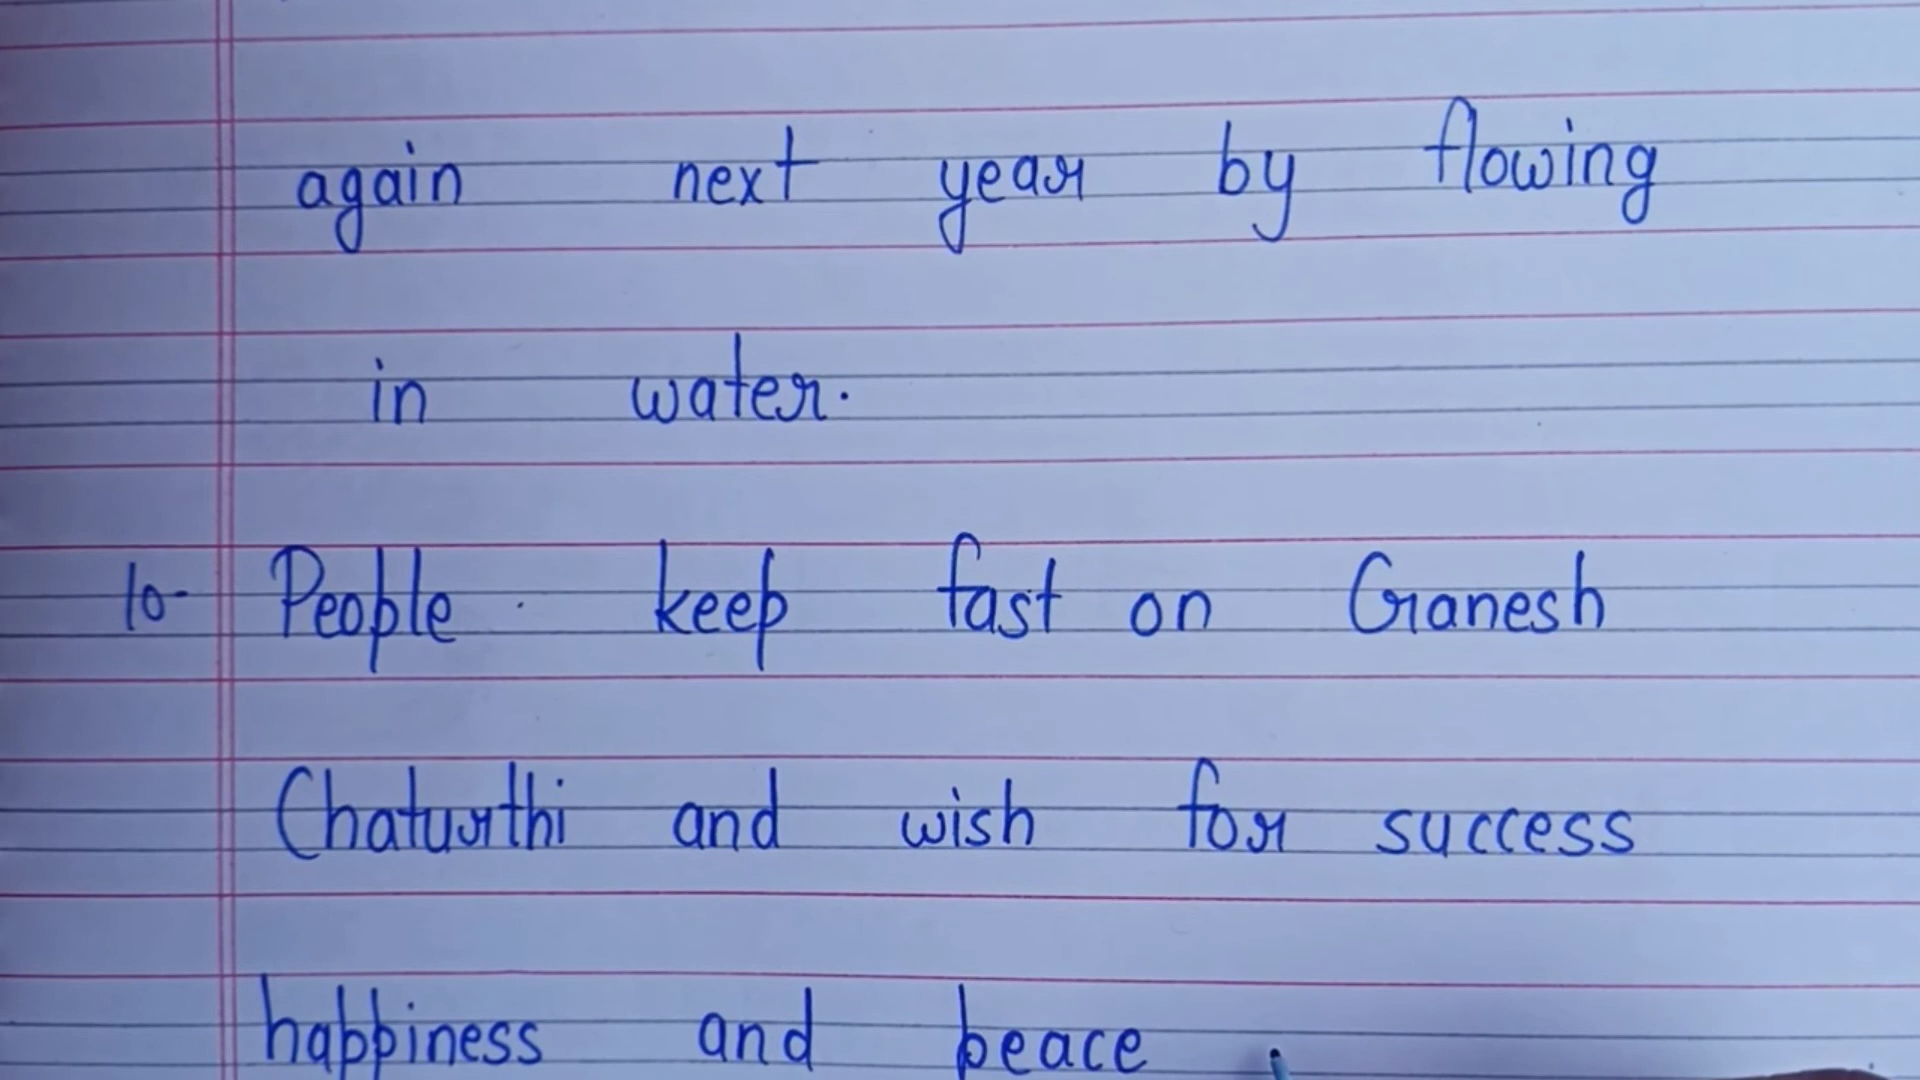 again next year by flowing
in water.
10- People keep fast on Ganesh
Chaturthi and wish for success
happiness and peace